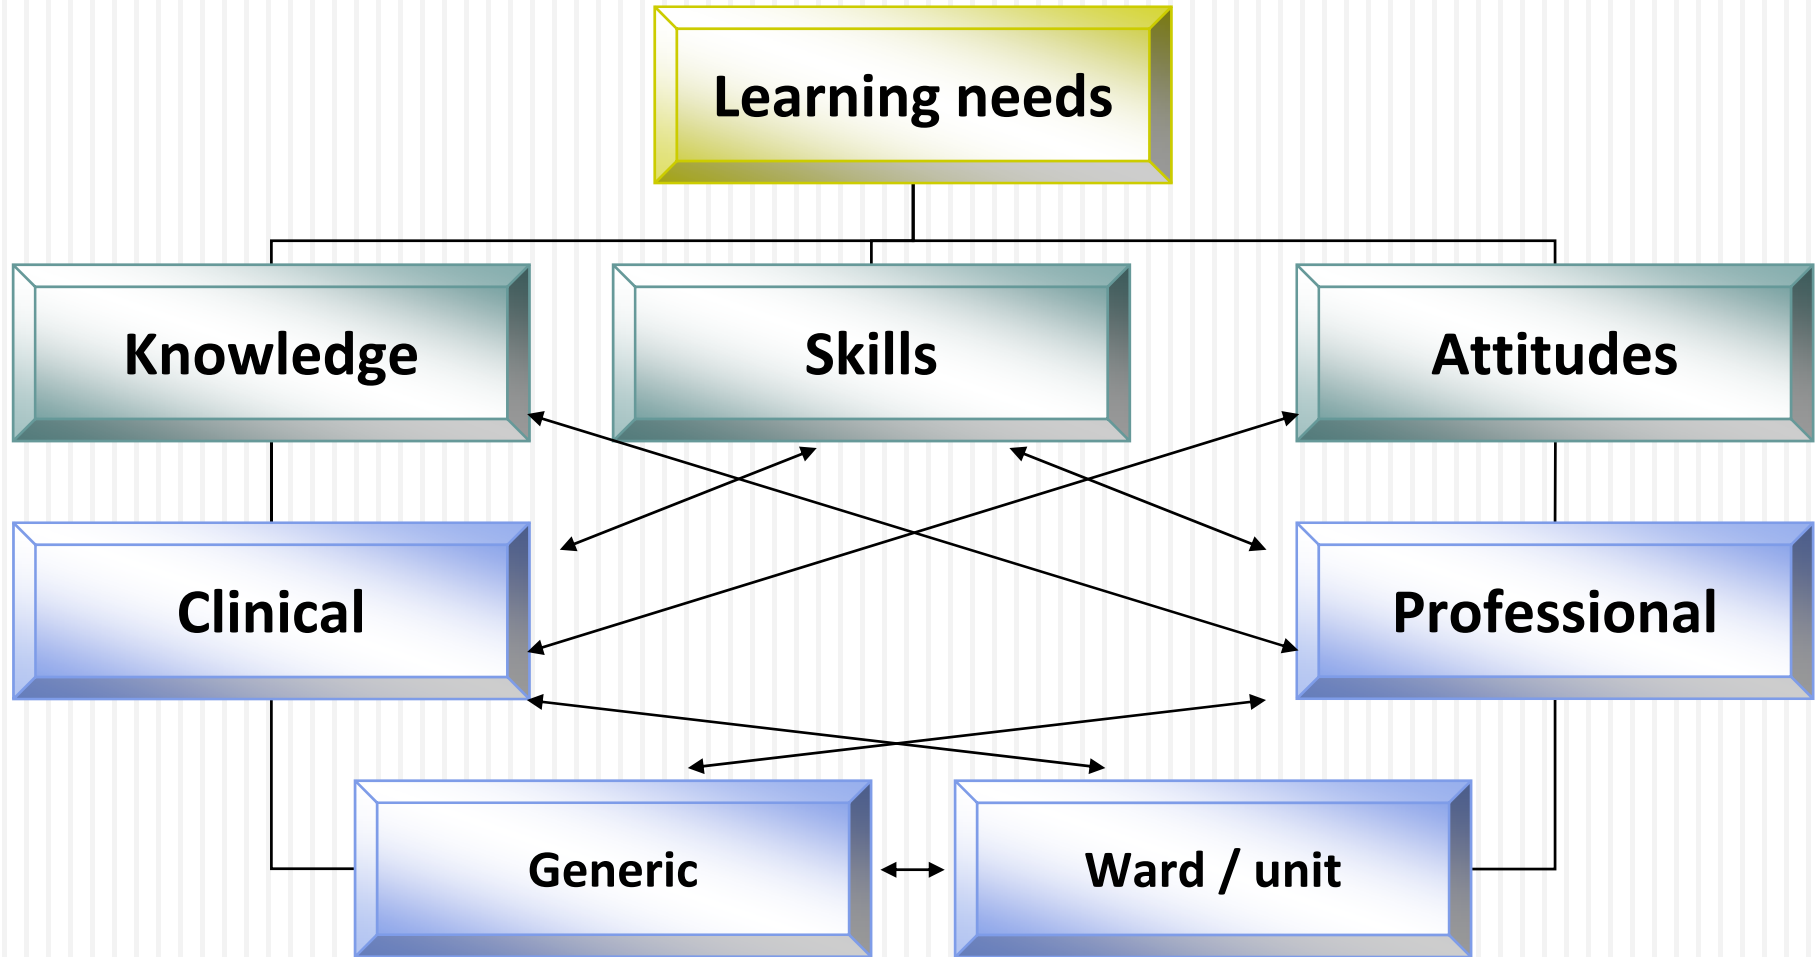 Learning needs
Knowledge
Skills
Attitudes
Clinical
Professional
Generic
Ward / unit